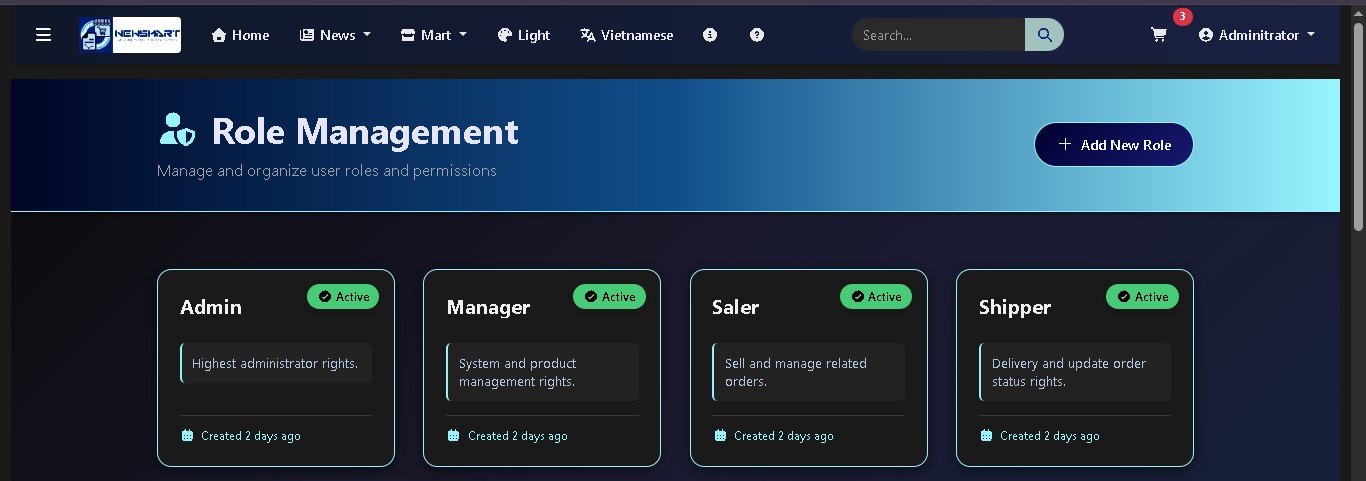 NEWSMART
Home
News
Mart
Light
Vietnamese
Search...
3
Adminitrator
Role Management
Manage and organize user roles and permissions
Add New Role
Admin
Active
Highest administrator rights.
Created 2 days ago
Manager
Active
System and product
management rights.
Created 2 days ago
Saler
Active
Sell and manage related
orders.
Created 2 days ago
Shipper
Active
Delivery and update order
status rights.
Created 2 days ago